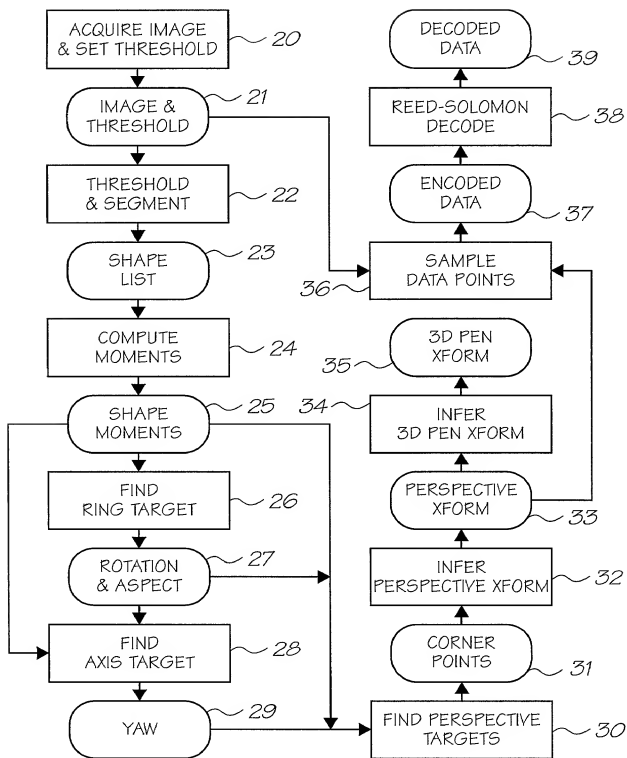 ACQUIRE IMAGE
& SET THRESHOLD
20
IMAGE &
THRESHOLD
21
THRESHOLD
& SEGMENT
22
SHAPE
LIST
23
COMPUTE
MOMENTS
24
SHAPE
MOMENTS
25
FIND
RING TARGET
26
ROTATION
& ASPECT
27
FIND
AXIS TARGET
28
YAW
29
FIND PERSPECTIVE
TARGETS
30
CORNER
POINTS
31
INFER
PERSPECTIVE XFORM
32
PERSPECTIVE
XFORM
33
INFER
3D PEN XFORM
34
3D PEN
XFORM
35
SAMPLE
DATA POINTS
36
ENCODED
DATA
37
REED-SOLOMON
DECODE
38
DECODED
DATA
39